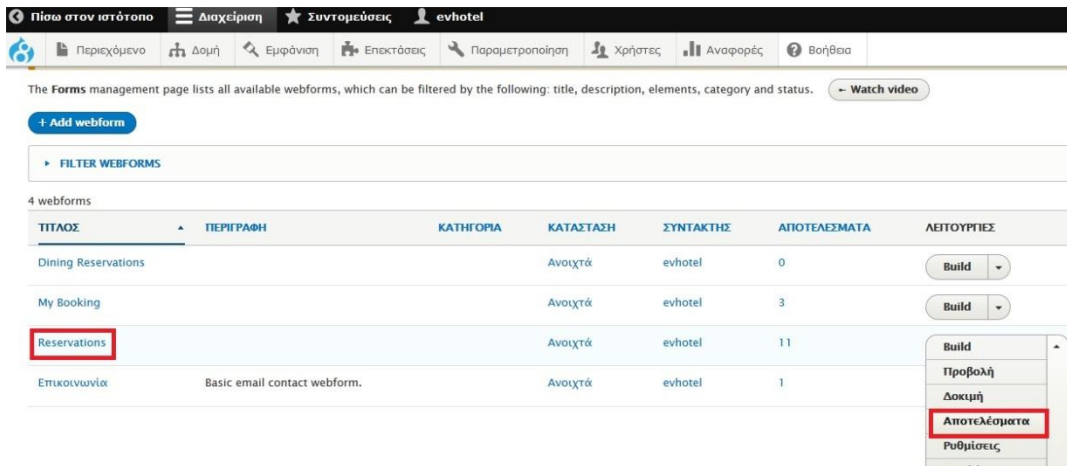 Πίσω στον ιστότοπο Διαχείριση Συντομεύσεις evhotel
Περιεχόμενο Δομή Εμφάνιση Επεκτάσεις Παραμετροποίηση Χρήστες Αναφορές Βοήθεια
The Forms management page lists all available webforms, which can be filtered by the following: title, description, elements, category and status. Watch video
+ Add webform
FILTER WEBFORMS
4 webforms
ΤΙΤΛΟΣ ΠΕΡΙΓΡΑΦΗ ΚΑΤΗΓΟΡΙΑ ΚΑΤΑΣΤΑΣΗ ΣΥΝΤΑΚΤΗΣ ΑΠΟΤΕΛΕΣΜΑΤΑ ΛΕΙΤΟΥΡΓΙΕΣ
Dining Reservations Ανοιχτά evhotel 0 Build
My Booking Ανοιχτά evhotel 3 Build
Reservations Ανοιχτά evhotel 11 Build
Προβολή
Επικοινωνία Basic email contact webform. Ανοιχτά evhotel 1
Δοκιμή
Αποτελέσματα
Ρυθμίσεις